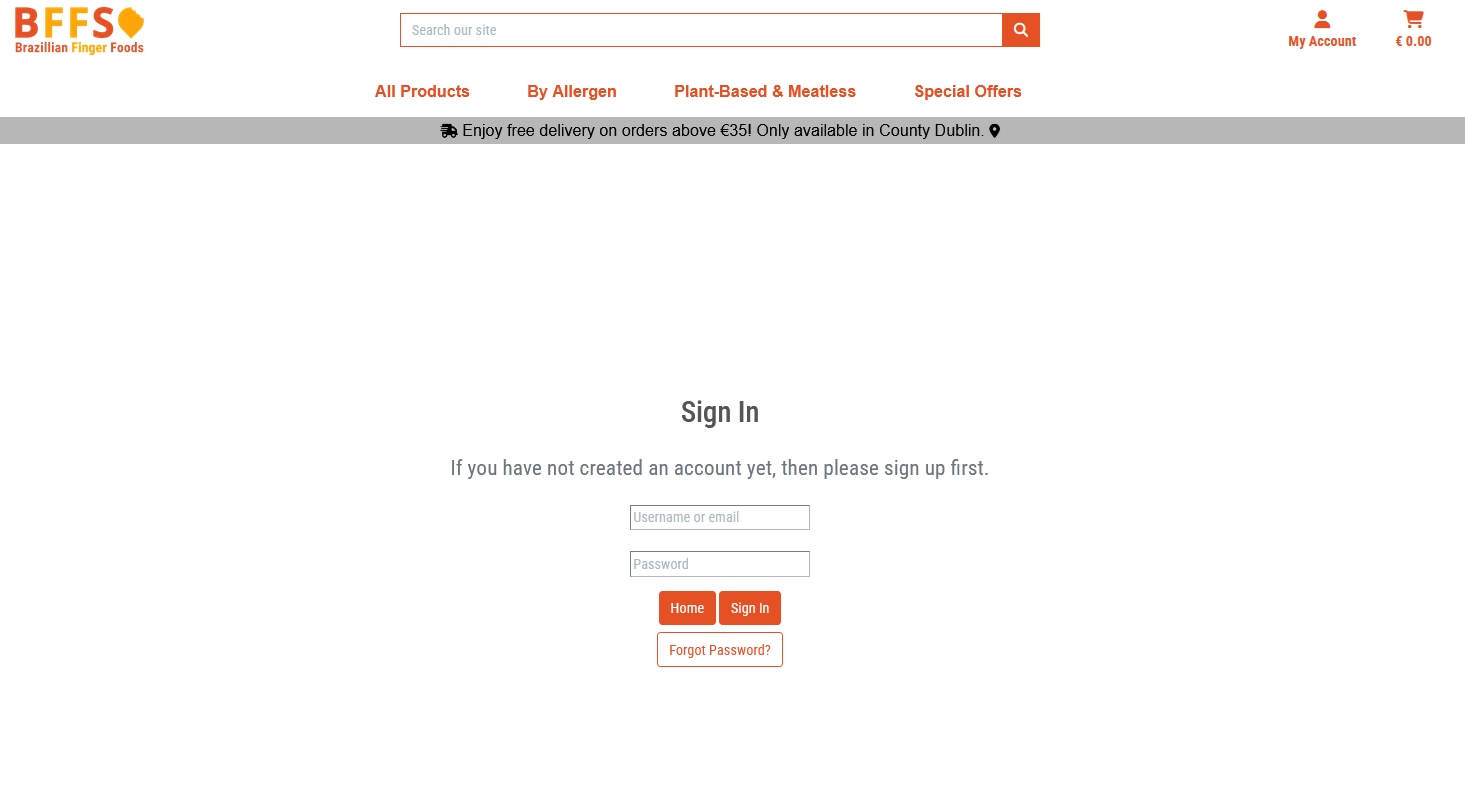 BFFS
Brazillian Finger Foods
Search our site
My Account
€ 0.00
All Products
By Allergen
Plant-Based & Meatless
Special Offers
Enjoy free delivery on orders above €35! Only available in County Dublin.
Sign In
If you have not created an account yet, then please sign up first.
Username or email
Password
Home
Sign In
Forgot Password?